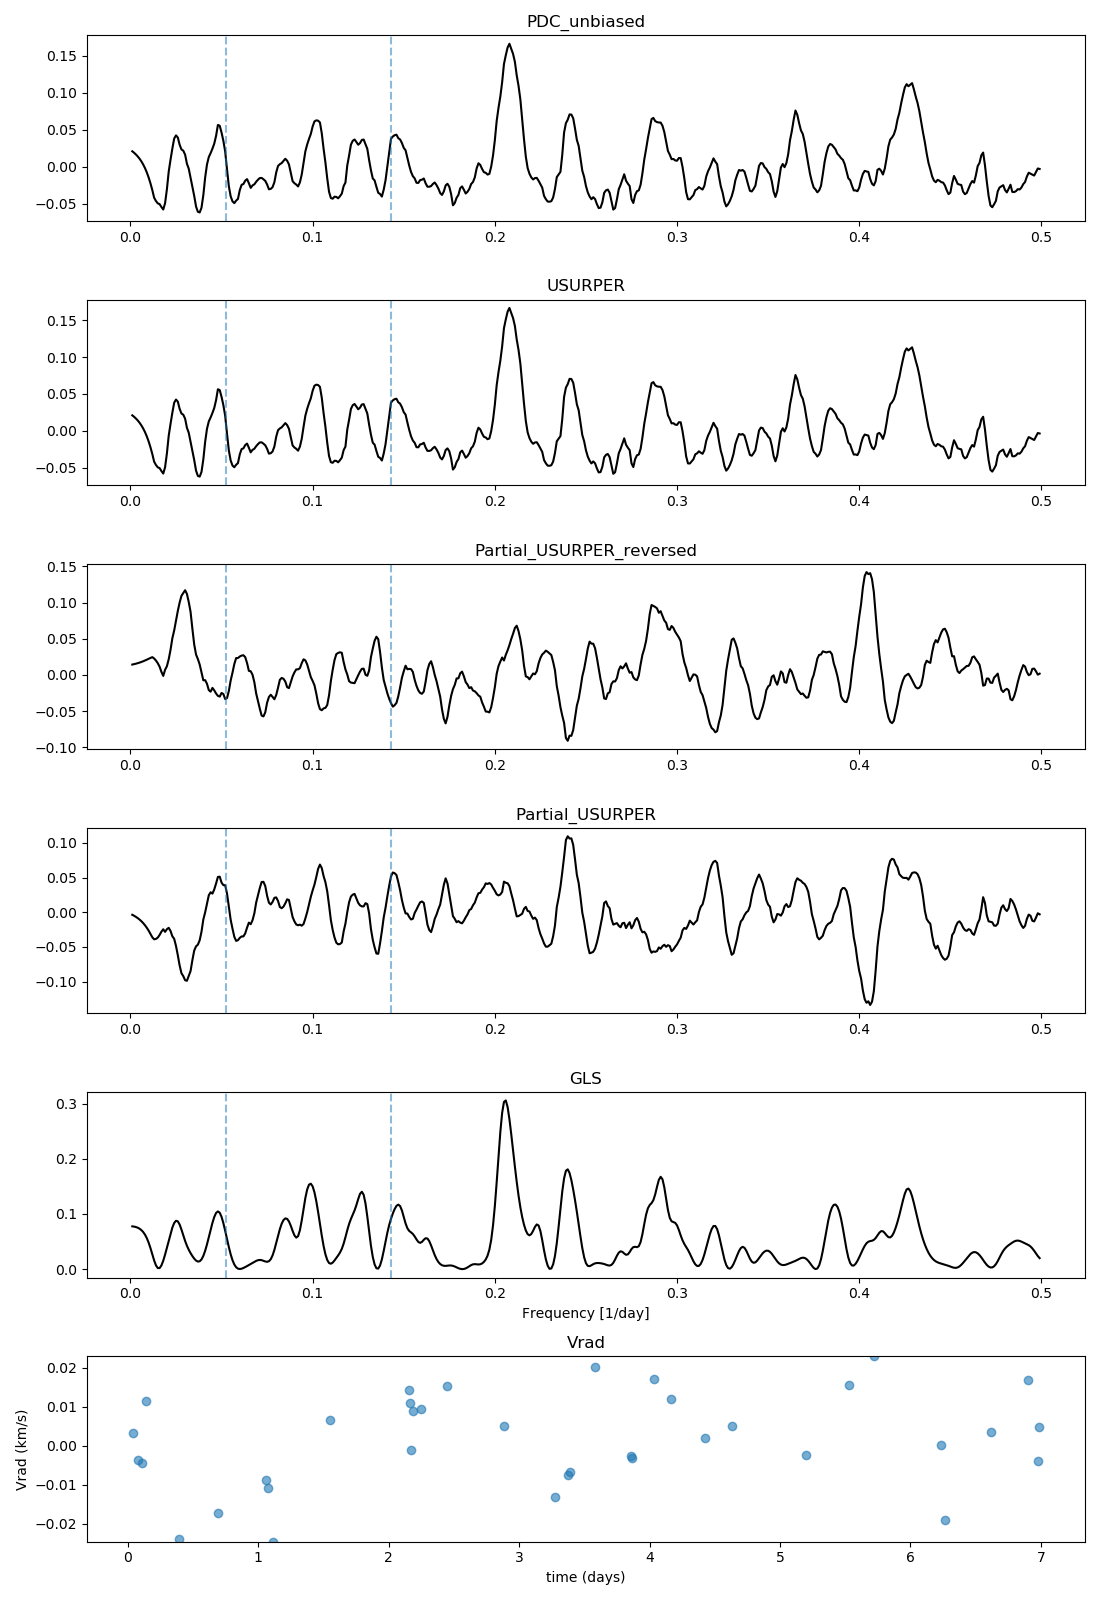 PDC_unbiased
0.15
0.10
0.05
0.00
−0.05
0.0 0.1 0.2 0.3 0.4 0.5
USURPER
0.15
0.10
0.05
0.00
−0.05
0.0 0.1 0.2 0.3 0.4 0.5
Partial_USURPER_reversed
0.15
0.10
0.05
0.00
−0.05
−0.10
0.0 0.1 0.2 0.3 0.4 0.5
Partial_USURPER
0.10
0.05
0.00
−0.05
−0.10
0.0 0.1 0.2 0.3 0.4 0.5
GLS
0.3
0.2
0.1
0.0
0.0 0.1 0.2 0.3 0.4 0.5
Frequency [1/day]
Vrad
Vrad (km/s)
0.02
0.01
0.00
−0.01
−0.02
0 1 2 3 4 5 6 7
time (days)